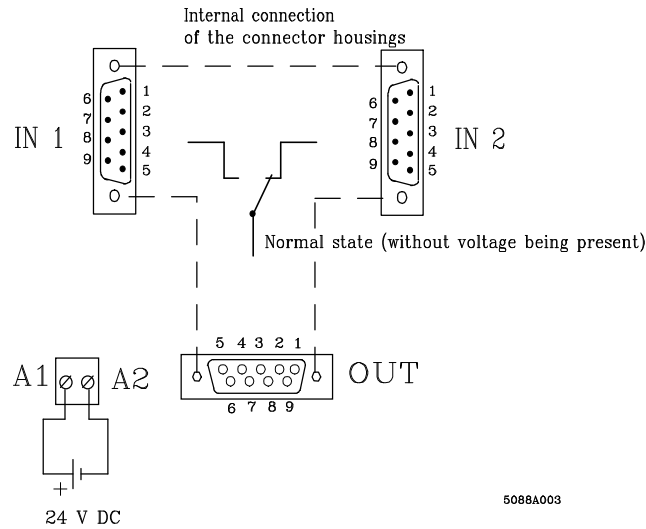 Internal connection
of the connector housings
IN 1
6
7
8
9
1
2
3
4
5
6
7
8
9
1
2
3
4
5
IN 2
Normal state (without voltage being present)
5 4 3 2 1
OUT
6 7 8 9
A1
A2
+
24 V DC
5088A003